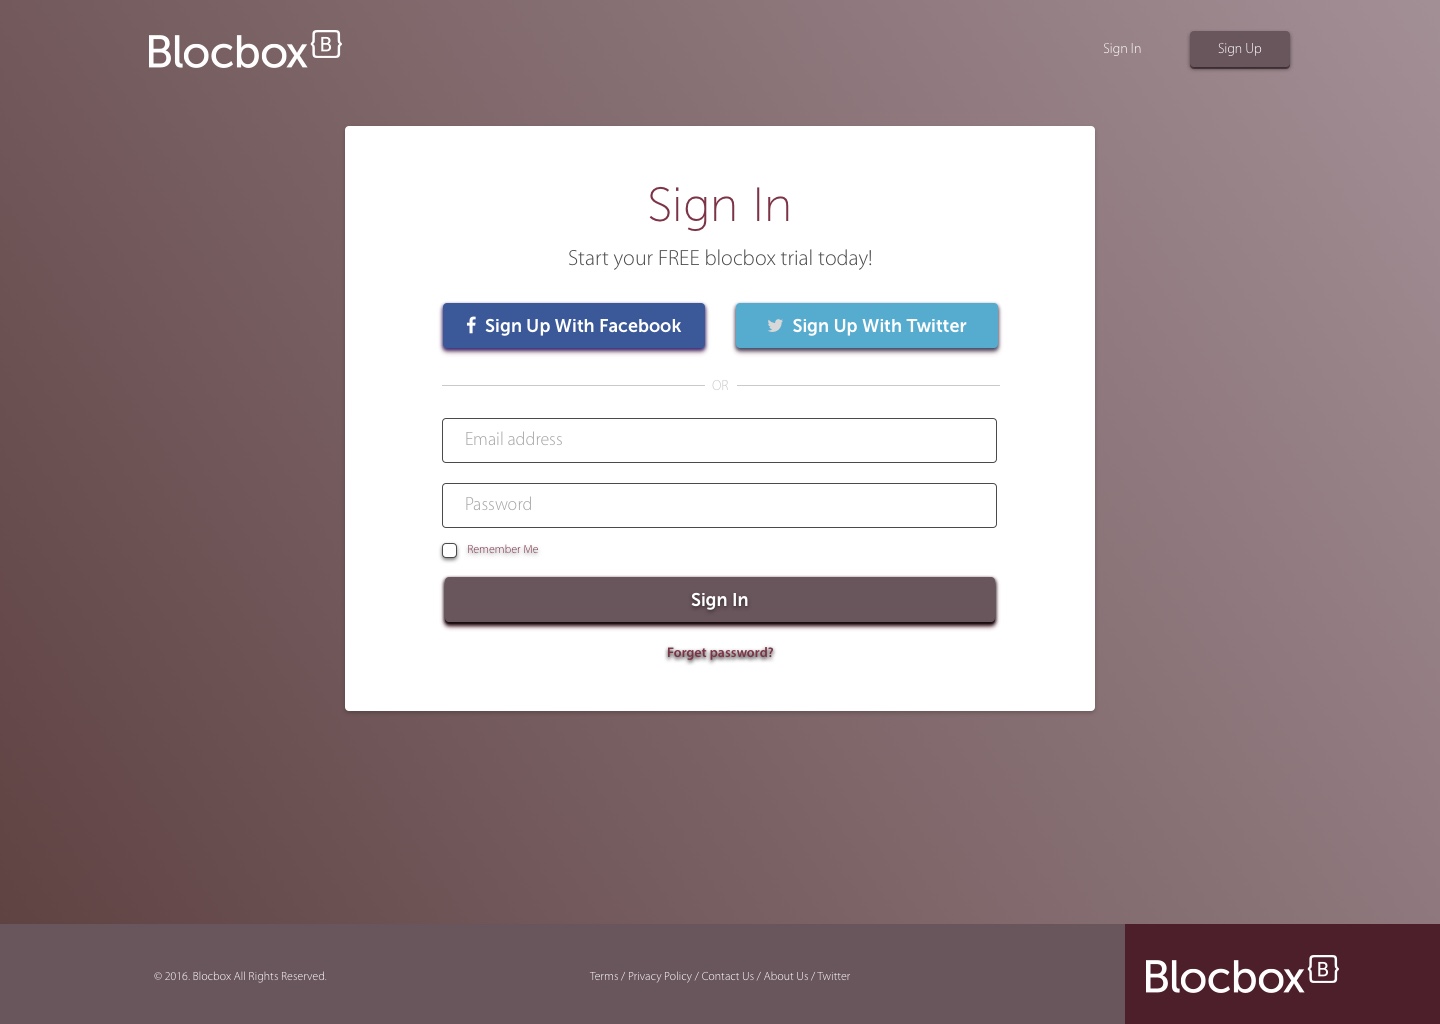 Blocbox {B}
Sign In
Sign Up
Sign In
Start your FREE blocbox trial today!
f Sign Up With Facebook
Sign Up With Twitter
OR
Email address
Password
Remember Me
Sign In
Forget password?
© 2016. Blocbox All Rights Reserved.
Terms / Privacy Policy / Contact Us / About Us / Twitter
Blocbox {B}